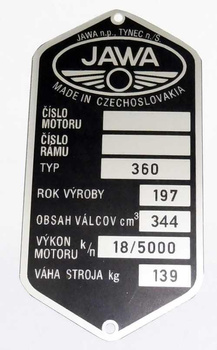 JAWA n.p., TÝNEC n./S
JAWA
MADE IN CZECHOSLOVAKIA
ČÍSLO
MOTORU
ČÍSLO
RÁMU
TYP 360
ROK VÝROBY 197
OBSAH VÁLCOV cm³ 344
VÝKON k/n 18/5000
MOTORU
VÁHA STROJA kg 139